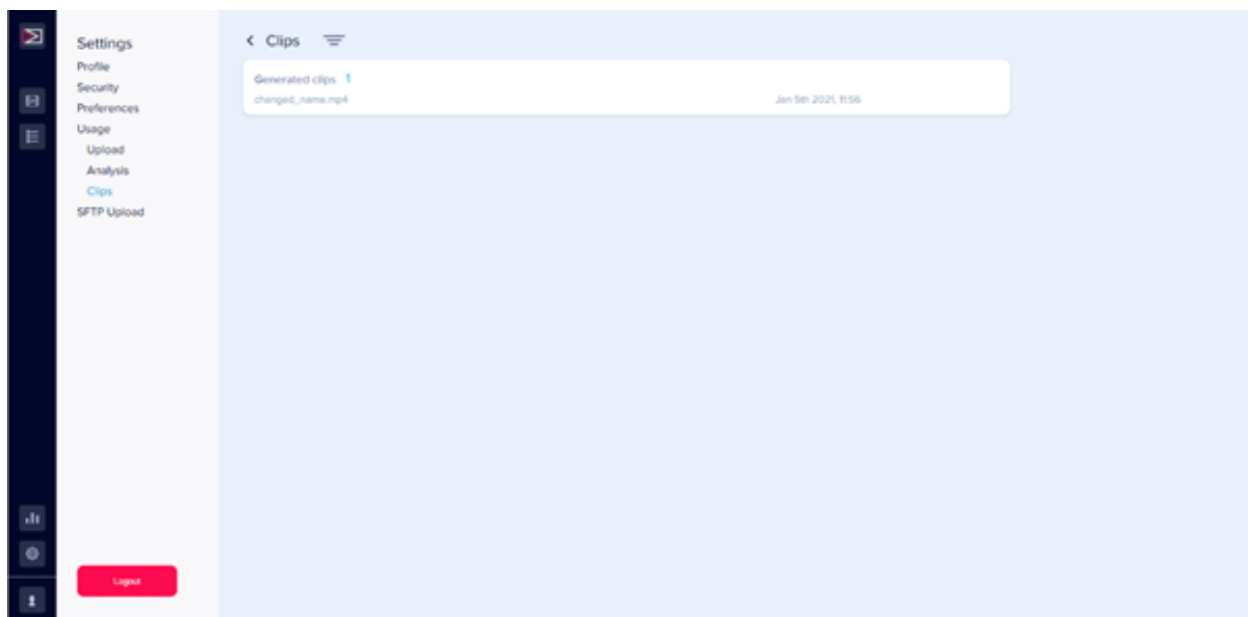 Settings
Profile
Security
Preferences
Usage
Upload
Analysis
Clips
SFTP Upload
Logout
Clips
Generated clips 1
changed_name.mp4 Jan 5th 2021, 11:56